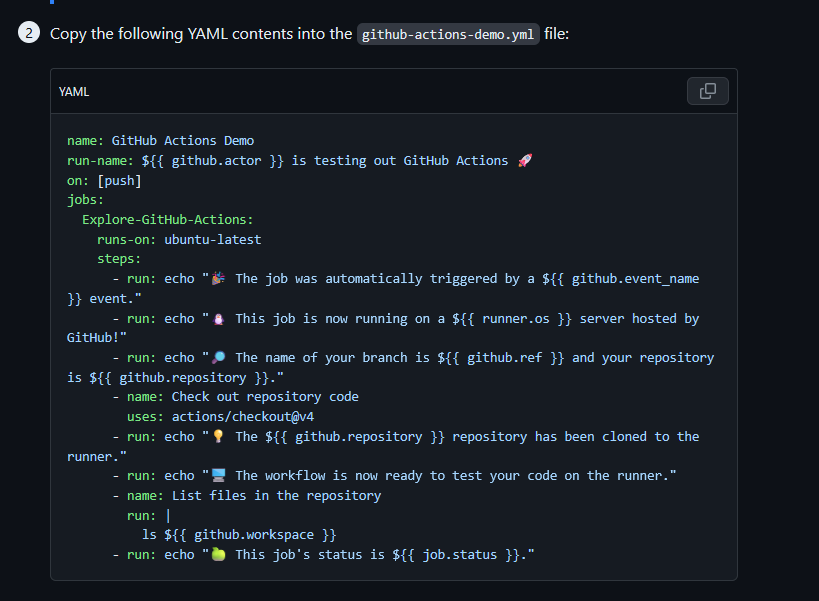 2 Copy the following YAML contents into the github-actions-demo.yml file:
YAML
name: GitHub Actions Demo
run-name: ${{ github.actor }} is testing out GitHub Actions 🚀
on: [push]
jobs:
  Explore-GitHub-Actions:
    runs-on: ubuntu-latest
    steps:
      - run: echo "🎉 The job was automatically triggered by a ${{ github.event_name
}} event."
      - run: echo "🐧 This job is now running on a ${{ runner.os }} server hosted by
GitHub!"
      - run: echo "🔎 The name of your branch is ${{ github.ref }} and your repository
is ${{ github.repository }}."
      - name: Check out repository code
        uses: actions/checkout@v4
      - run: echo "💡 The ${{ github.repository }} repository has been cloned to the
runner."
      - run: echo "🖥️ The workflow is now ready to test your code on the runner."
      - name: List files in the repository
        run: |
          ls ${{ github.workspace }}
      - run: echo "🍏 This job's status is ${{ job.status }}."